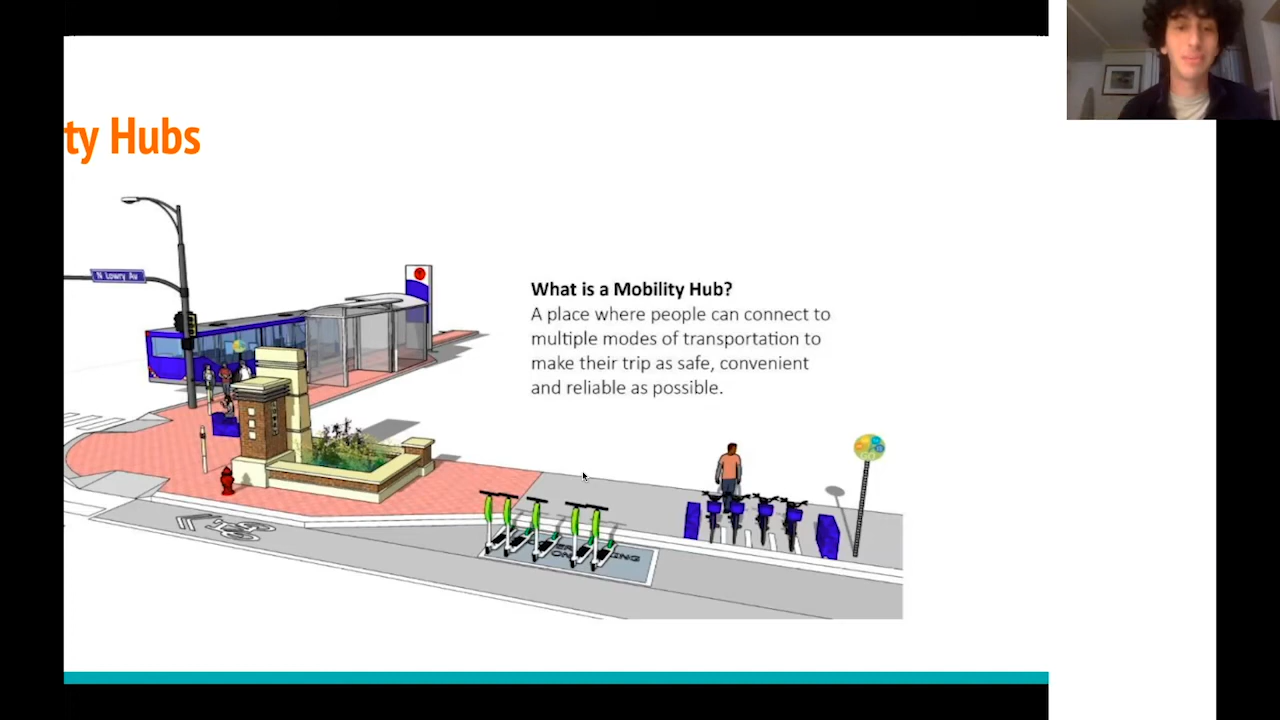 ty Hubs
N Lowry Av
What is a Mobility Hub?
A place where people can connect to
multiple modes of transportation to
make their trip as safe, convenient
and reliable as possible.